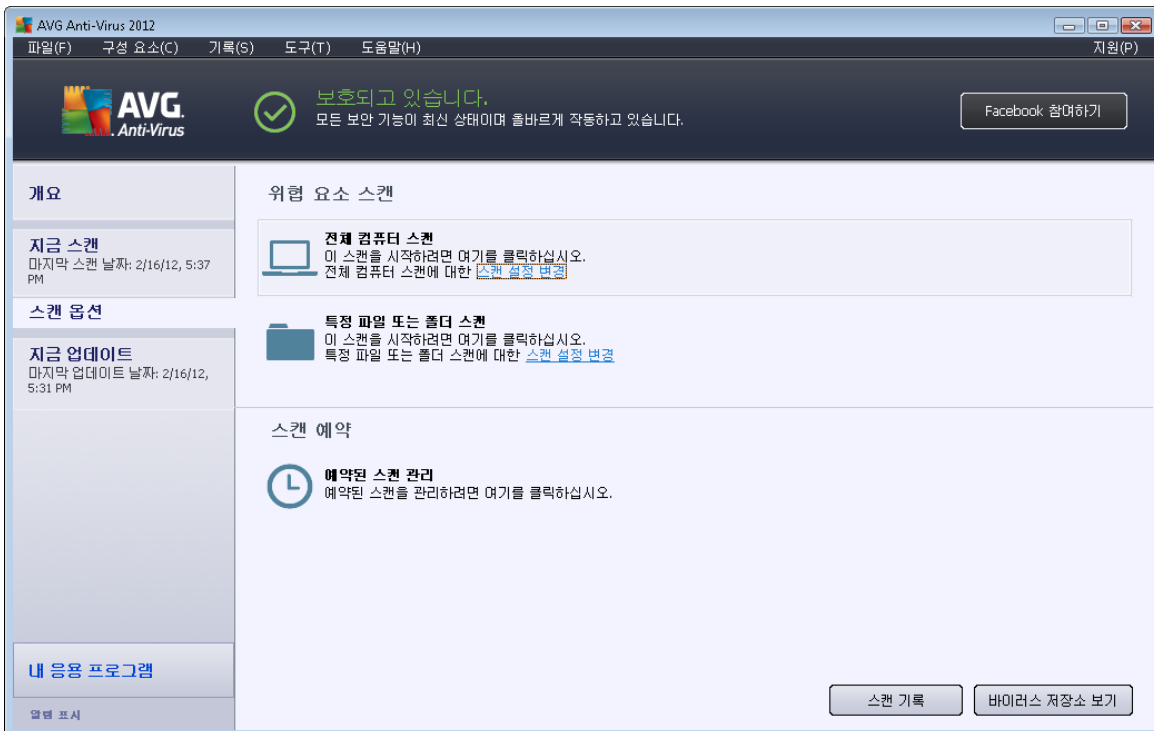 AVG Anti-Virus 2012
파일(F) 구성 요소(C) 기록(S) 도구(T) 도움말(H) 지원(P)
AVG.
Anti-Virus
보호되고 있습니다.
모든 보안 기능이 최신 상태이며 올바르게 작동하고 있습니다.
Facebook 참여하기
개요
지금 스캔
마지막 스캔 날짜: 2/16/12, 5:37
PM
스캔 옵션
지금 업데이트
마지막 업데이트 날짜: 2/16/12,
5:31 PM
내 응용 프로그램
알림 표시
위협 요소 스캔
전체 컴퓨터 스캔
이 스캔을 시작하려면 여기를 클릭하십시오.
전체 컴퓨터 스캔에 대한 스캔 설정 변경
특정 파일 또는 폴더 스캔
이 스캔을 시작하려면 여기를 클릭하십시오.
특정 파일 또는 폴더 스캔에 대한 스캔 설정 변경
스캔 예약
예약된 스캔 관리
예약된 스캔을 관리하려면 여기를 클릭하십시오.
스캔 기록
바이러스 저장소 보기